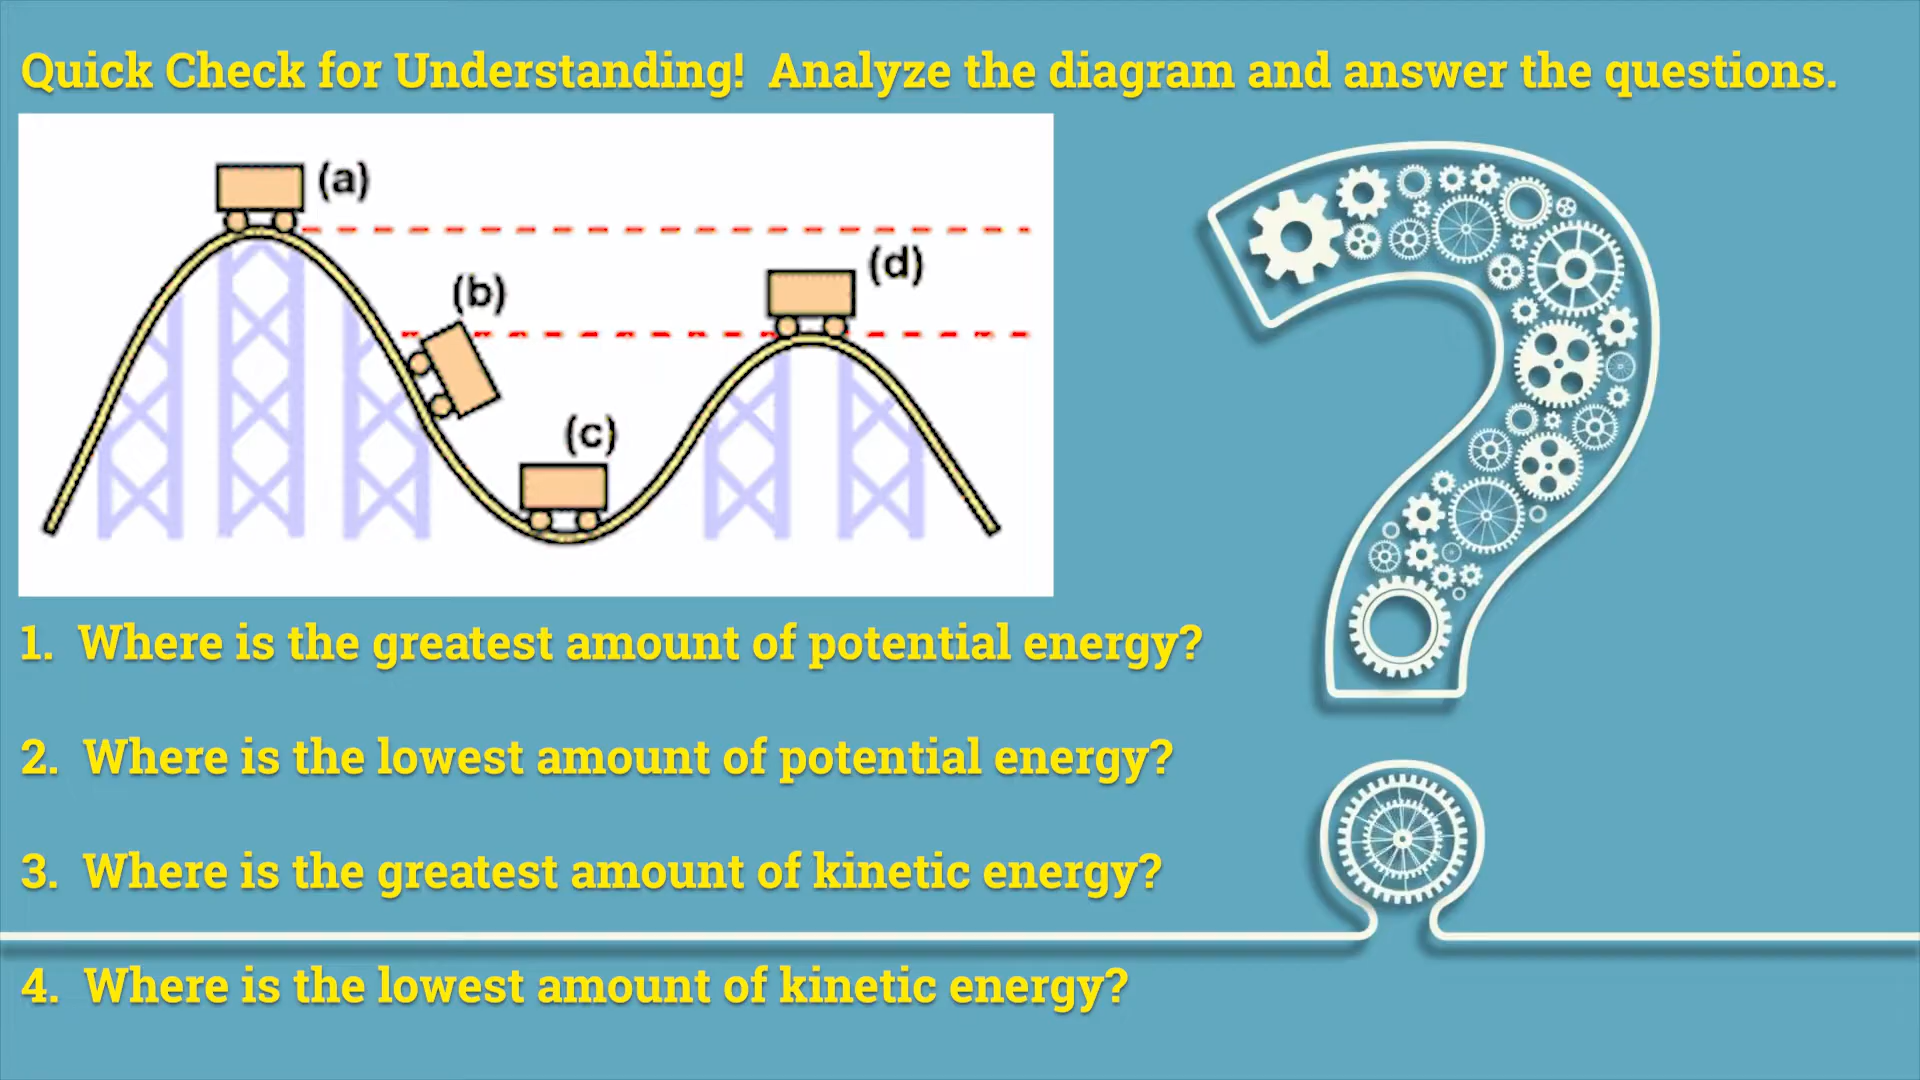 Quick Check for Understanding!  Analyze the diagram and answer the questions.
(a)
(b)
(d)
(c)
1.  Where is the greatest amount of potential energy?
2.  Where is the lowest amount of potential energy?
3.  Where is the greatest amount of kinetic energy?
4.  Where is the lowest amount of kinetic energy?